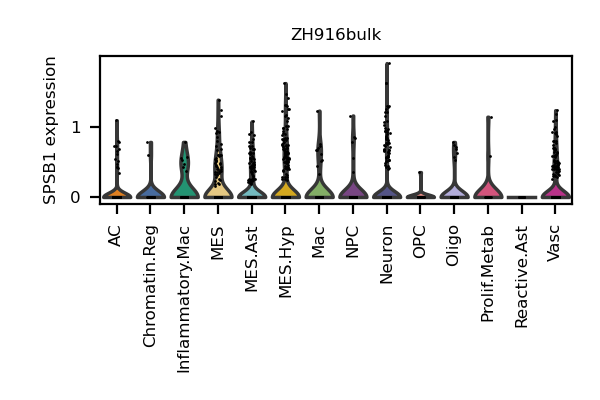 ZH916bulk
SPSB1 expression
1
0
AC
Chromatin.Reg
Inflammatory.Mac
MES
MES.Ast
MES.Hyp
Mac
NPC
Neuron
OPC
Oligo
Prolif.Metab
Reactive.Ast
Vasc